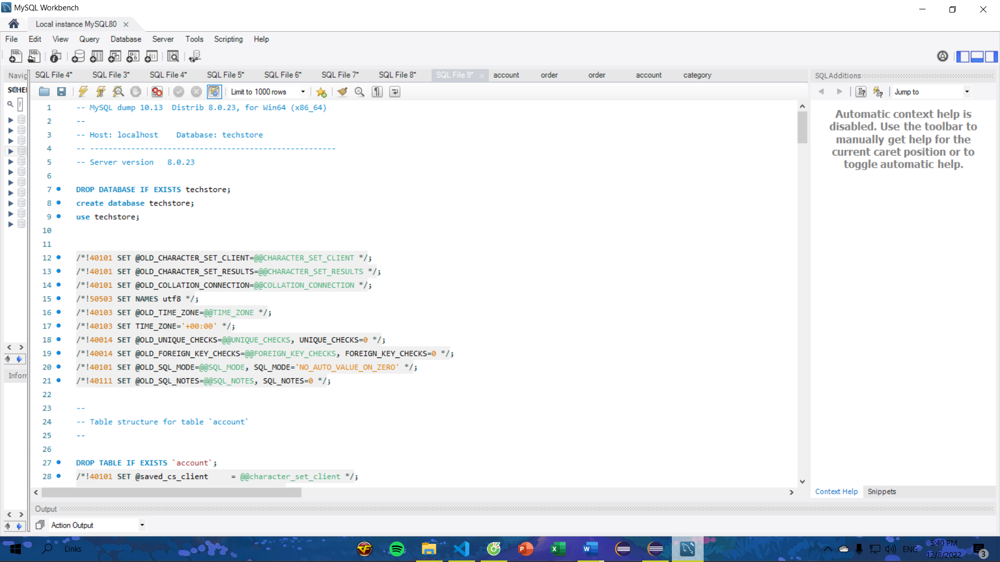 MySQL Workbench
Local instance MySQL80
File Edit View Query Database Server Tools Scripting Help
Navig
SQL File 4* SQL File 3* SQL File 4* SQL File 5* SQL File 6* SQL File 7* SQL File 8* SQL File 9* account order order account category
SQLAdditions
SCHEM
Limit to 1000 rows
Jump to
Automatic context help is
disabled. Use the toolbar to
manually get help for the
current caret position or to
toggle automatic help.
1 -- MySQL dump 10.13  Distrib 8.0.23, for Win64 (x86_64)
2 --
3 -- Host: localhost    Database: techstore
4 -- ------------------------------------------------------
5 -- Server version   8.0.23
6
7 DROP DATABASE IF EXISTS techstore;
8 create database techstore;
9 use techstore;
10
11
12 /*!40101 SET @OLD_CHARACTER_SET_CLIENT=@@CHARACTER_SET_CLIENT */;
13 /*!40101 SET @OLD_CHARACTER_SET_RESULTS=@@CHARACTER_SET_RESULTS */;
14 /*!40101 SET @OLD_COLLATION_CONNECTION=@@COLLATION_CONNECTION */;
15 /*!50503 SET NAMES utf8 */;
16 /*!40103 SET @OLD_TIME_ZONE=@@TIME_ZONE */;
17 /*!40103 SET TIME_ZONE='+00:00' */;
18 /*!40014 SET @OLD_UNIQUE_CHECKS=@@UNIQUE_CHECKS, UNIQUE_CHECKS=0 */;
19 /*!40014 SET @OLD_FOREIGN_KEY_CHECKS=@@FOREIGN_KEY_CHECKS, FOREIGN_KEY_CHECKS=0 */;
20 /*!40101 SET @OLD_SQL_MODE=@@SQL_MODE, SQL_MODE='NO_AUTO_VALUE_ON_ZERO' */;
21 /*!40111 SET @OLD_SQL_NOTES=@@SQL_NOTES, SQL_NOTES=0 */;
22
23 --
24 -- Table structure for table `account`
25 --
26
27 DROP TABLE IF EXISTS `account`;
28 /*!40101 SET @saved_cs_client     = @@character_set_client */;
Inforr
Context Help Snippets
Output
Action Output
Links
ENG
5:40 PM
12/8/2022
3